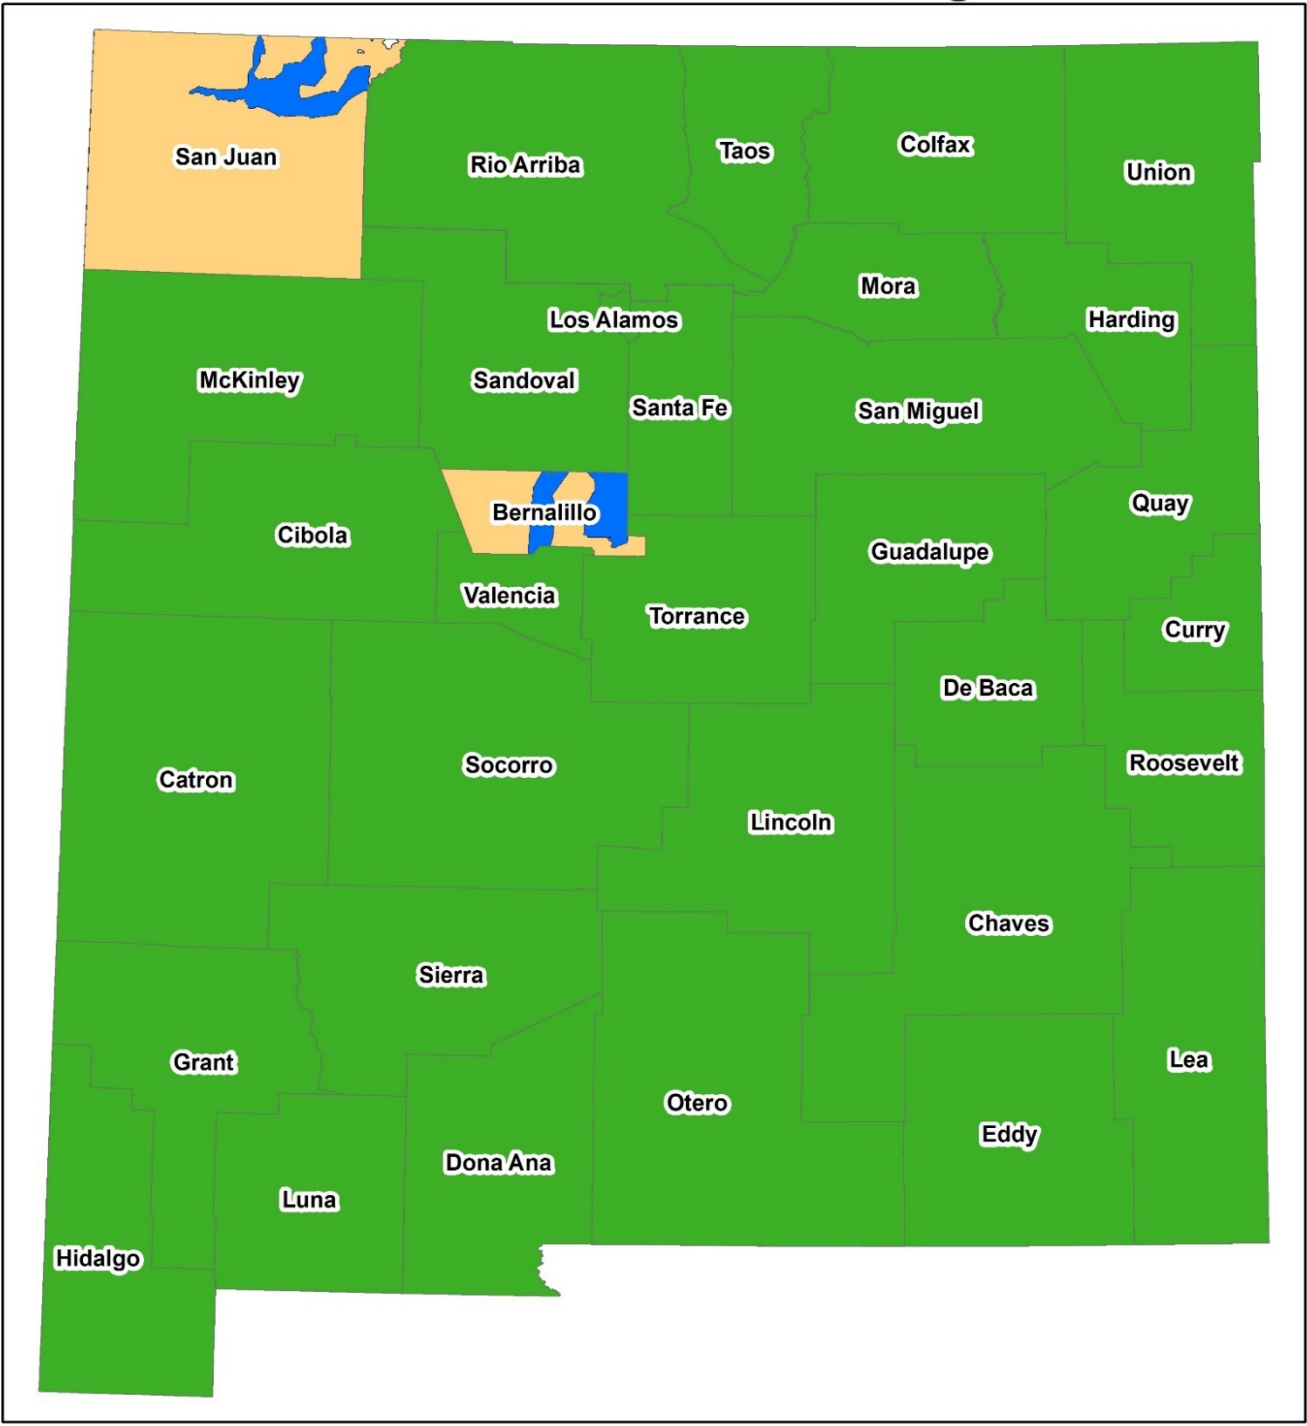 San Juan
Rio Arriba
Taos
Colfax
Union
Mora
Los Alamos
Harding
McKinley
Sandoval
Santa Fe
San Miguel
Bernalillo
Quay
Cibola
Guadalupe
Valencia
Torrance
Curry
De Baca
Socorro
Roosevelt
Catron
Lincoln
Chaves
Sierra
Grant
Lea
Otero
Eddy
Dona Ana
Luna
Hidalgo